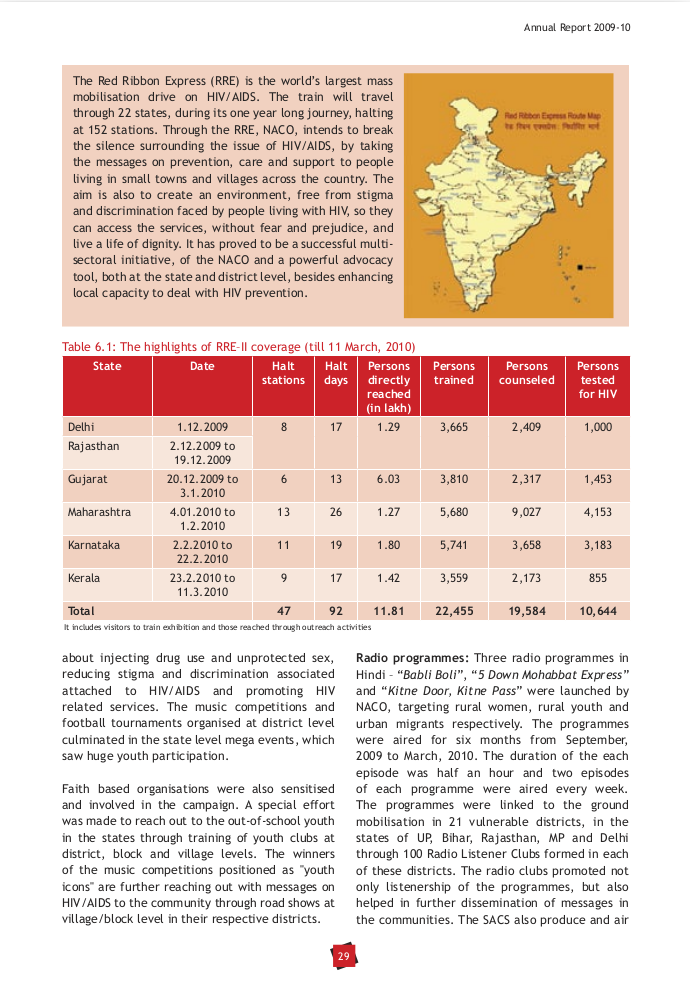 Annual Report 2009-10
The Red Ribbon Express (RRE) is the world's largest mass
mobilisation drive on HIV/AIDS. The train will travel
through 22 states, during its one year long journey, halting
at 152 stations. Through the RRE, NACO, intends to break
the silence surrounding the issue of HIV/AIDS, by taking
the messages on prevention, care and support to people
living in small towns and villages across the country. The
aim is also to create an environment, free from stigma
and discrimination faced by people living with HIV, so they
can access the services, without fear and prejudice, and
live a life of dignity. It has proved to be a successful multi-
sectoral initiative, of the NACO and a powerful advocacy
tool, both at the state and district level, besides enhancing
local capacity to deal with HIV prevention.
Red Ribbon Express Route Map
Table 6.1: The highlights of RRE-II coverage (till 11 March, 2010)
State Date Halt stations Halt days Persons directly reached (in lakh) Persons trained Persons counseled Persons tested for HIV
Delhi 1.12.2009 8 17 1.29 3,665 2,409 1,000
Rajasthan 2.12.2009 to
19.12.2009
Gujarat 20.12.2009 to 6 13 6.03 3,810 2,317 1,453
3.1.2010
Maharashtra 4.01.2010 to 13 26 1.27 5,680 9,027 4,153
1.2.2010
Karnataka 2.2.2010 to 11 19 1.80 5,741 3,658 3,183
22.2.2010
Kerala 23.2.2010 to 9 17 1.42 3,559 2,173 855
11.3.2010
Total 47 92 11.81 22,455 19,584 10,644
It includes visitors to train exhibition and those reached through outreach activities
about injecting drug use and unprotected sex,
reducing stigma and discrimination associated
attached to HIV/AIDS and promoting HIV
related services. The music competitions and
football tournaments organised at district level
culminated in the state level mega events, which
saw huge youth participation.
Faith based organisations were also sensitised
and involved in the campaign. A special effort
was made to reach out to the out-of-school youth
in the states through training of youth clubs at
district, block and village levels. The winners
of the music competitions positioned as "youth
icons" are further reaching out with messages on
HIV/AIDS to the community through road shows at
village/block level in their respective districts.
Radio programmes: Three radio programmes in
Hindi – "Babli Boli", "5 Down Mohabbat Express"
and "Kitne Door, Kitne Pass" were launched by
NACO, targeting rural women, rural youth and
urban migrants respectively. The programmes
were aired for six months from September,
2009 to March, 2010. The duration of the each
episode was half an hour and two episodes
of each programme were aired every week.
The programmes were linked to the ground
mobilisation in 21 vulnerable districts, in the
states of UP, Bihar, Rajasthan, MP and Delhi
through 100 Radio Listener Clubs formed in each
of these districts. The radio clubs promoted not
only listenership of the programmes, but also
helped in further dissemination of messages in
the communities. The SACS also produce and air
29